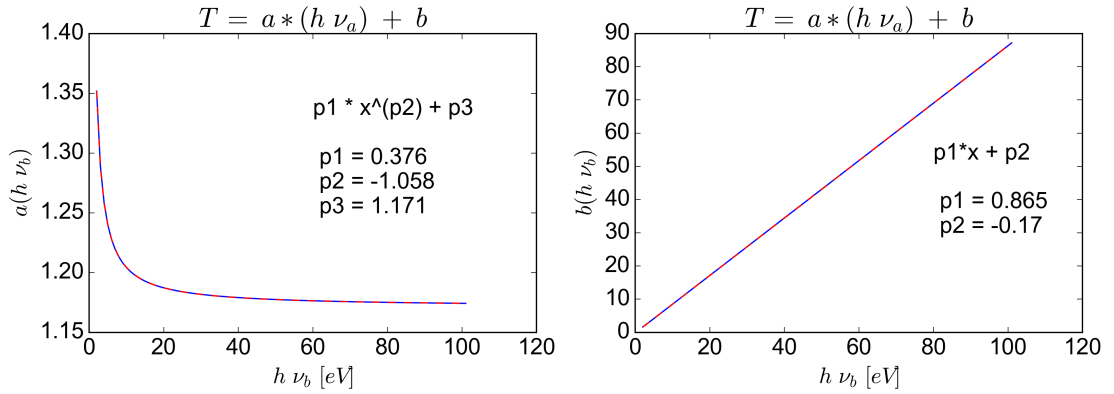 T = a∗(h ν_a) + b
1.40
1.35
1.30
1.25
1.20
1.15
a(h ν_b)
p1 * x^(p2) + p3
p1 = 0.376
p2 = -1.058
p3 = 1.171
0 20 40 60 80 100 120
h ν_b [eV]
T = a∗(h ν_a) + b
90
80
70
60
50
40
30
20
10
0
b(h ν_b)
p1*x + p2
p1 = 0.865
p2 = -0.17
0 20 40 60 80 100 120
h ν_b [eV]